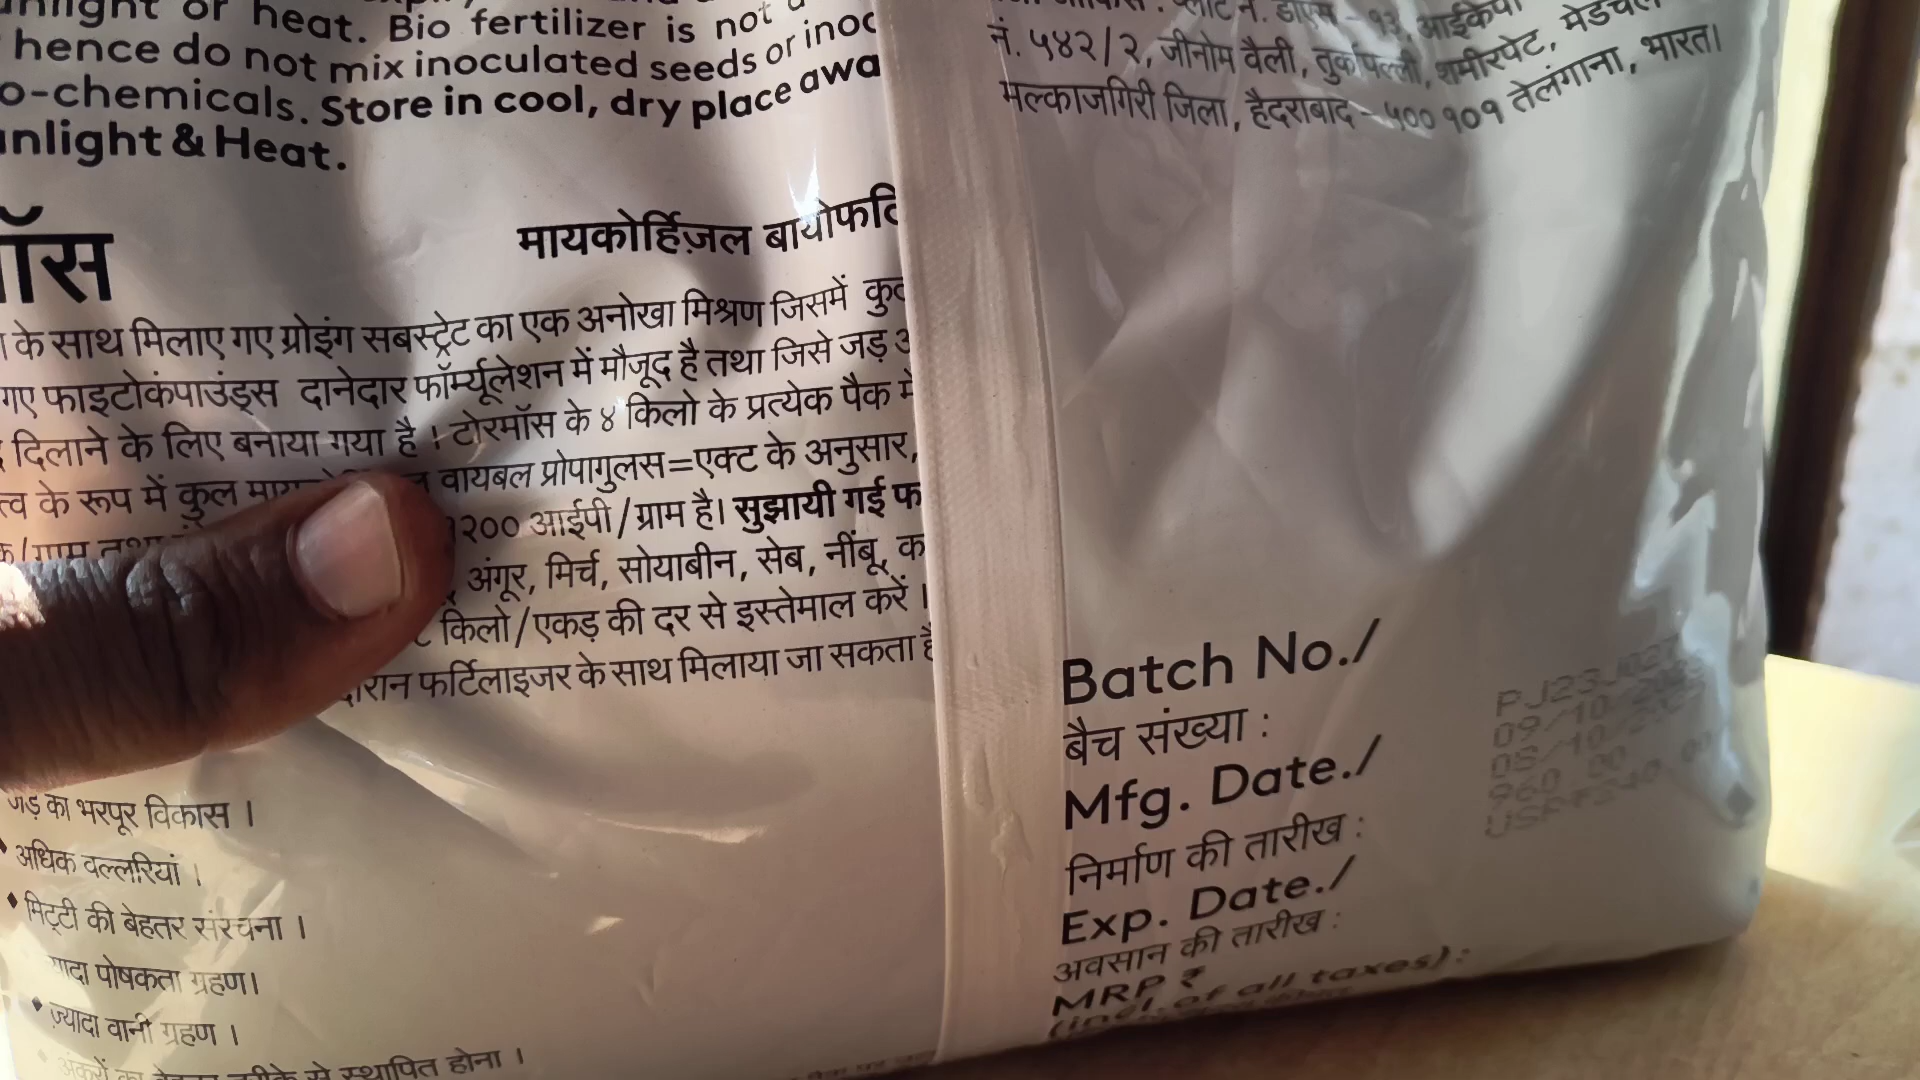 or heat. Bio fertilizer is not a
hence do not mix inoculated seeds or inoc
o-chemicals. Store in cool, dry place awa
unlight & Heat.
ॉस
मायकोर्हिज़ल बायोफर्टि
के साथ मिलाए गए ग्रोइंग सबस्ट्रेट का एक अनोखा मिश्रण जिसमें कुल
गए फाइटोकंपाउंड्स दानेदार फॉर्म्यूलेशन में मौजूद है तथा जिसे जड़
दिलाने के लिए बनाया गया है। टोरमॉस के ४ किलो के प्रत्येक पैक में
त्व के रूप में कुल वायबल प्रोपागुलस=एक्ट के अनुसार,
१२०० आईपी/ग्राम है। सुझायी गई फ
अंगूर, मिर्च, सोयाबीन, सेब, नींबू, क
किलो/एकड़ की दर से इस्तेमाल करें।
दौरान फर्टिलाइजर के साथ मिलाया जा सकता है
जड़ का भरपूर विकास।
अधिक वल्लरियां।
• मिट्टी की बेहतर संरचना।
पोषकता ग्रहण।
• ज़्यादा वानी ग्रहण।
से स्थापित होना।
नं. ५४२/२, जीनोम वैली, तुर्कापल्ली, शमीरपेट, मेडचल
मल्काजगिरी जिला, हैदराबाद - ५०० १०१ तेलंगाना, भारत।
Batch No./
बैच संख्या :
Mfg. Date./
निर्माण की तारीख :
Exp. Date./
अवसान की तारीख :
MRP ₹
(incl. of all taxes):